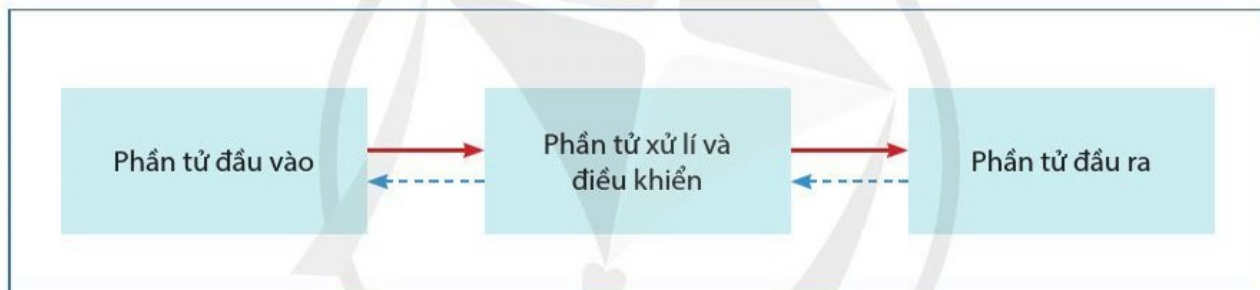 Phần tử đầu vào
Phần tử xử lí và
điều khiển
Phần tử đầu ra